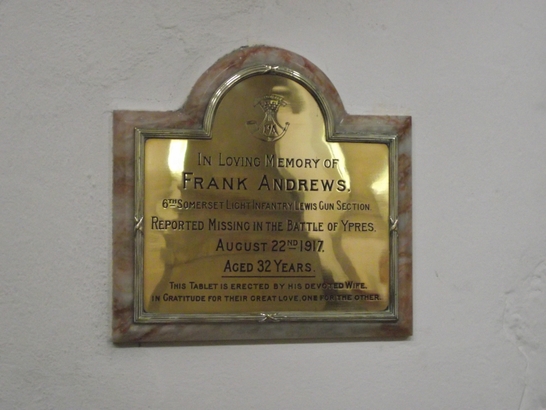 PA
IN LOVING MEMORY OF
FRANK ANDREWS.
6TH SOMERSET LIGHT INFANTRY, LEWIS GUN SECTION.
REPORTED MISSING IN THE BATTLE OF YPRES.
AUGUST 22ND 1917.
AGED 32 YEARS.
THIS TABLET IS ERECTED BY HIS DEVOTED WIFE,
IN GRATITUDE FOR THEIR GREAT LOVE, ONE FOR THE OTHER.